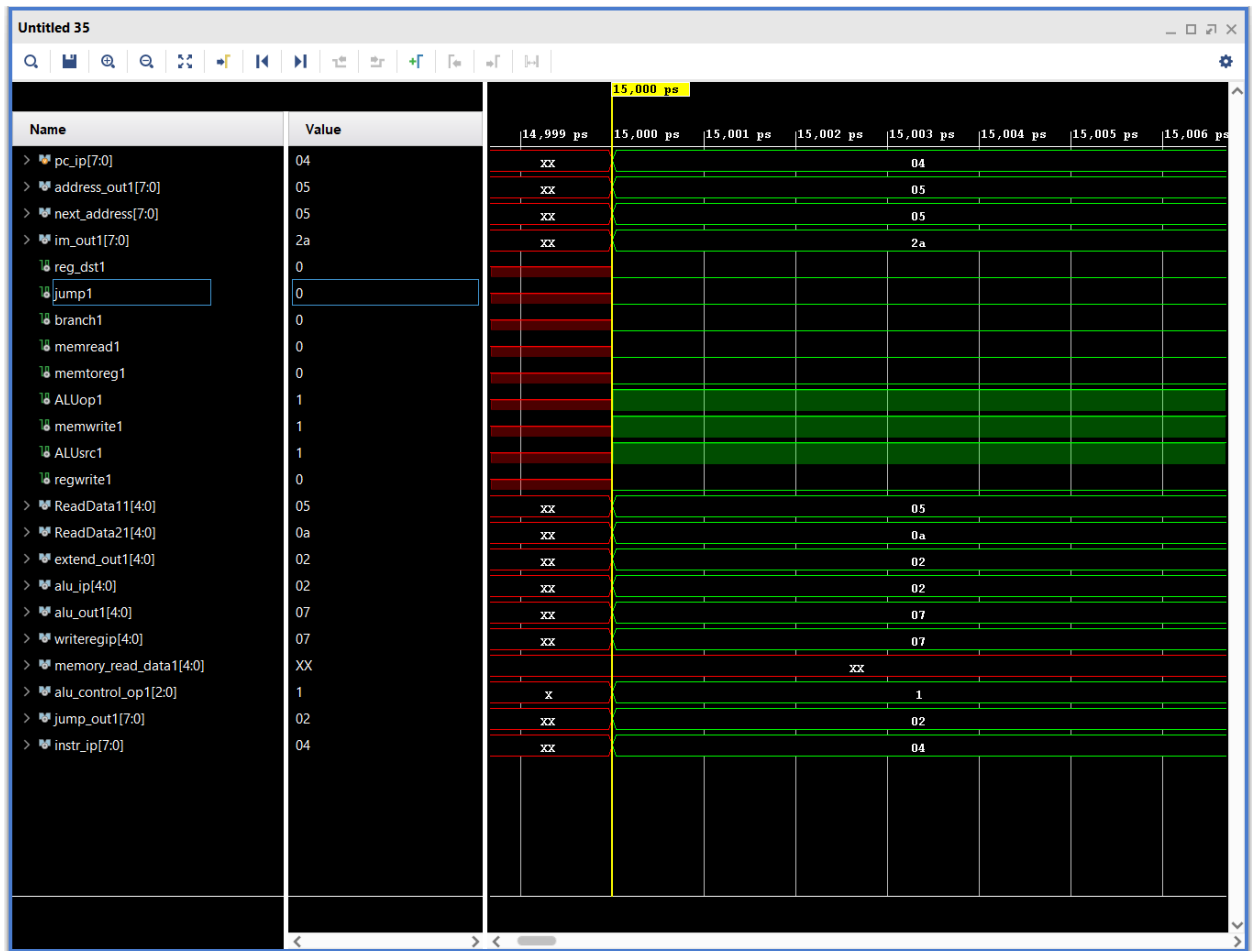 Untitled 35
15,000 ps
Name Value 14,999 ps 15,000 ps 15,001 ps 15,002 ps 15,003 ps 15,004 ps 15,005 ps 15,006 ps
pc_ip[7:0] 04 XX 04
address_out1[7:0] 05 XX 05
next_address[7:0] 05 XX 05
im_out1[7:0] 2a XX 2a
reg_dst1 0
jump1 0
branch1 0
memread1 0
memtoreg1 0
ALUop1 1
memwrite1 1
ALUsrc1 1
regwrite1 0
ReadData11[4:0] 05 XX 05
ReadData21[4:0] 0a XX 0a
extend_out1[4:0] 02 XX 02
alu_ip[4:0] 02 XX 02
alu_out1[4:0] 07 XX 07
writeregip[4:0] 07 XX 07
memory_read_data1[4:0] XX XX
alu_control_op1[2:0] 1 X 1
jump_out1[7:0] 02 XX 02
instr_ip[7:0] 04 XX 04